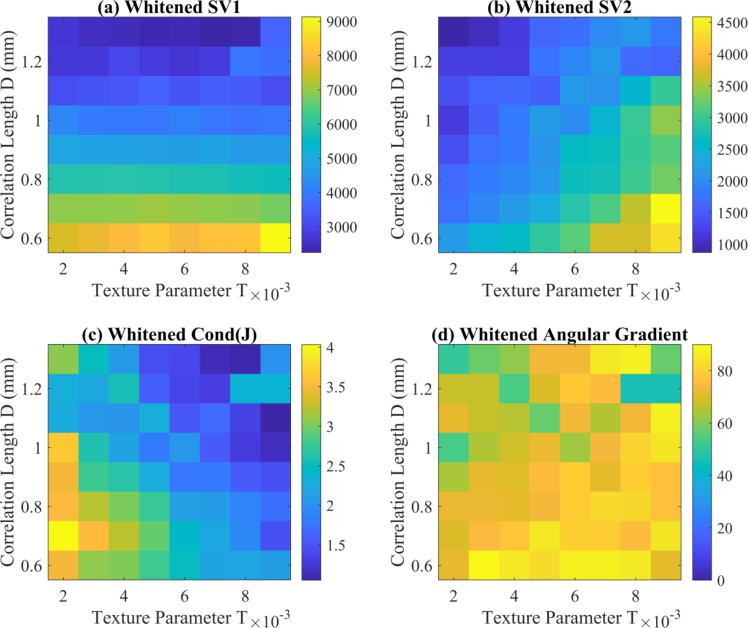 (a) Whitened SV1
Correlation Length D (mm)
1.2
1
0.8
0.6
2 4 6 8
Texture Parameter T ×10-3
9000
8000
7000
6000
5000
4000
3000
(b) Whitened SV2
Correlation Length D (mm)
1.2
1
0.8
0.6
2 4 6 8
Texture Parameter T ×10-3
4500
4000
3500
3000
2500
2000
1500
1000
(c) Whitened Cond(J)
Correlation Length D (mm)
1.2
1
0.8
0.6
2 4 6 8
Texture Parameter T ×10-3
4
3.5
3
2.5
2
1.5
(d) Whitened Angular Gradient
Correlation Length D (mm)
1.2
1
0.8
0.6
2 4 6 8
Texture Parameter T ×10-3
80
60
40
20
0